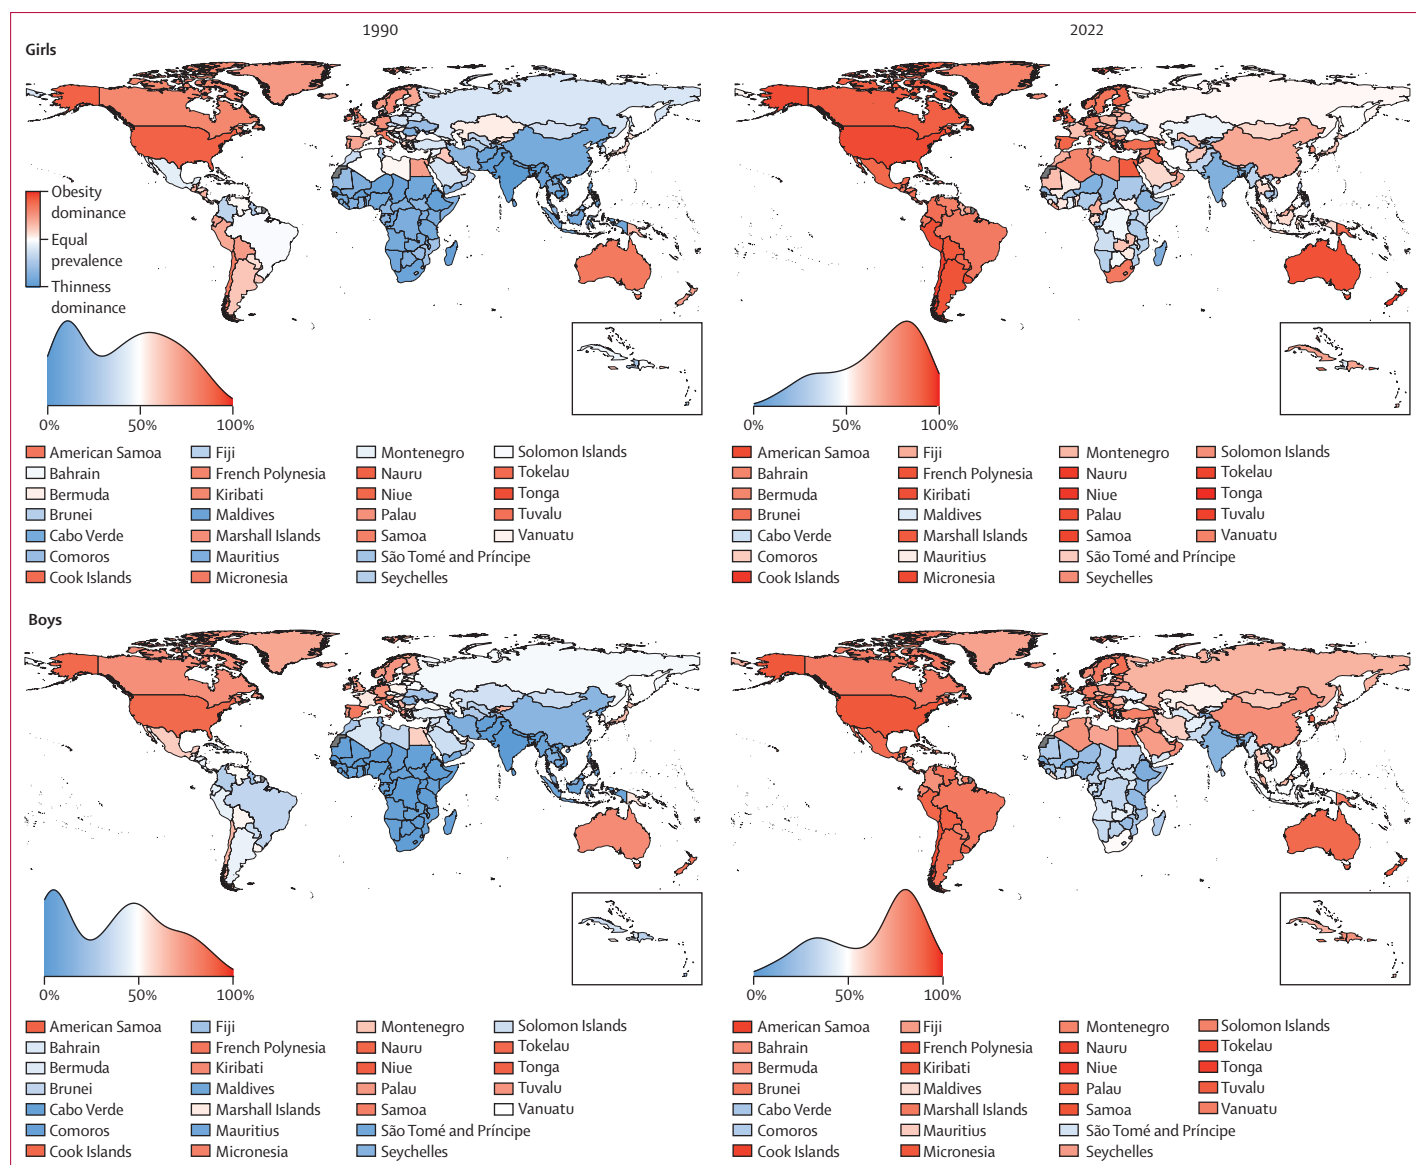 1990
2022
Girls
Obesity
dominance
Equal
prevalence
Thinness
dominance
0%
50%
100%
0%
50%
100%
American Samoa
Bahrain
Bermuda
Brunei
Cabo Verde
Comoros
Cook Islands
Fiji
French Polynesia
Kiribati
Maldives
Marshall Islands
Mauritius
Micronesia
Montenegro
Nauru
Niue
Palau
Samoa
São Tomé and Príncipe
Seychelles
Solomon Islands
Tokelau
Tonga
Tuvalu
Vanuatu
American Samoa
Bahrain
Bermuda
Brunei
Cabo Verde
Comoros
Cook Islands
Fiji
French Polynesia
Kiribati
Maldives
Marshall Islands
Mauritius
Micronesia
Montenegro
Nauru
Niue
Palau
Samoa
São Tomé and Príncipe
Seychelles
Solomon Islands
Tokelau
Tonga
Tuvalu
Vanuatu
Boys
0%
50%
100%
0%
50%
100%
American Samoa
Bahrain
Bermuda
Brunei
Cabo Verde
Comoros
Cook Islands
Fiji
French Polynesia
Kiribati
Maldives
Marshall Islands
Mauritius
Micronesia
Montenegro
Nauru
Niue
Palau
Samoa
São Tomé and Príncipe
Seychelles
Solomon Islands
Tokelau
Tonga
Tuvalu
Vanuatu
American Samoa
Bahrain
Bermuda
Brunei
Cabo Verde
Comoros
Cook Islands
Fiji
French Polynesia
Kiribati
Maldives
Marshall Islands
Mauritius
Micronesia
Montenegro
Nauru
Niue
Palau
Samoa
São Tomé and Príncipe
Seychelles
Solomon Islands
Tokelau
Tonga
Tuvalu
Vanuatu